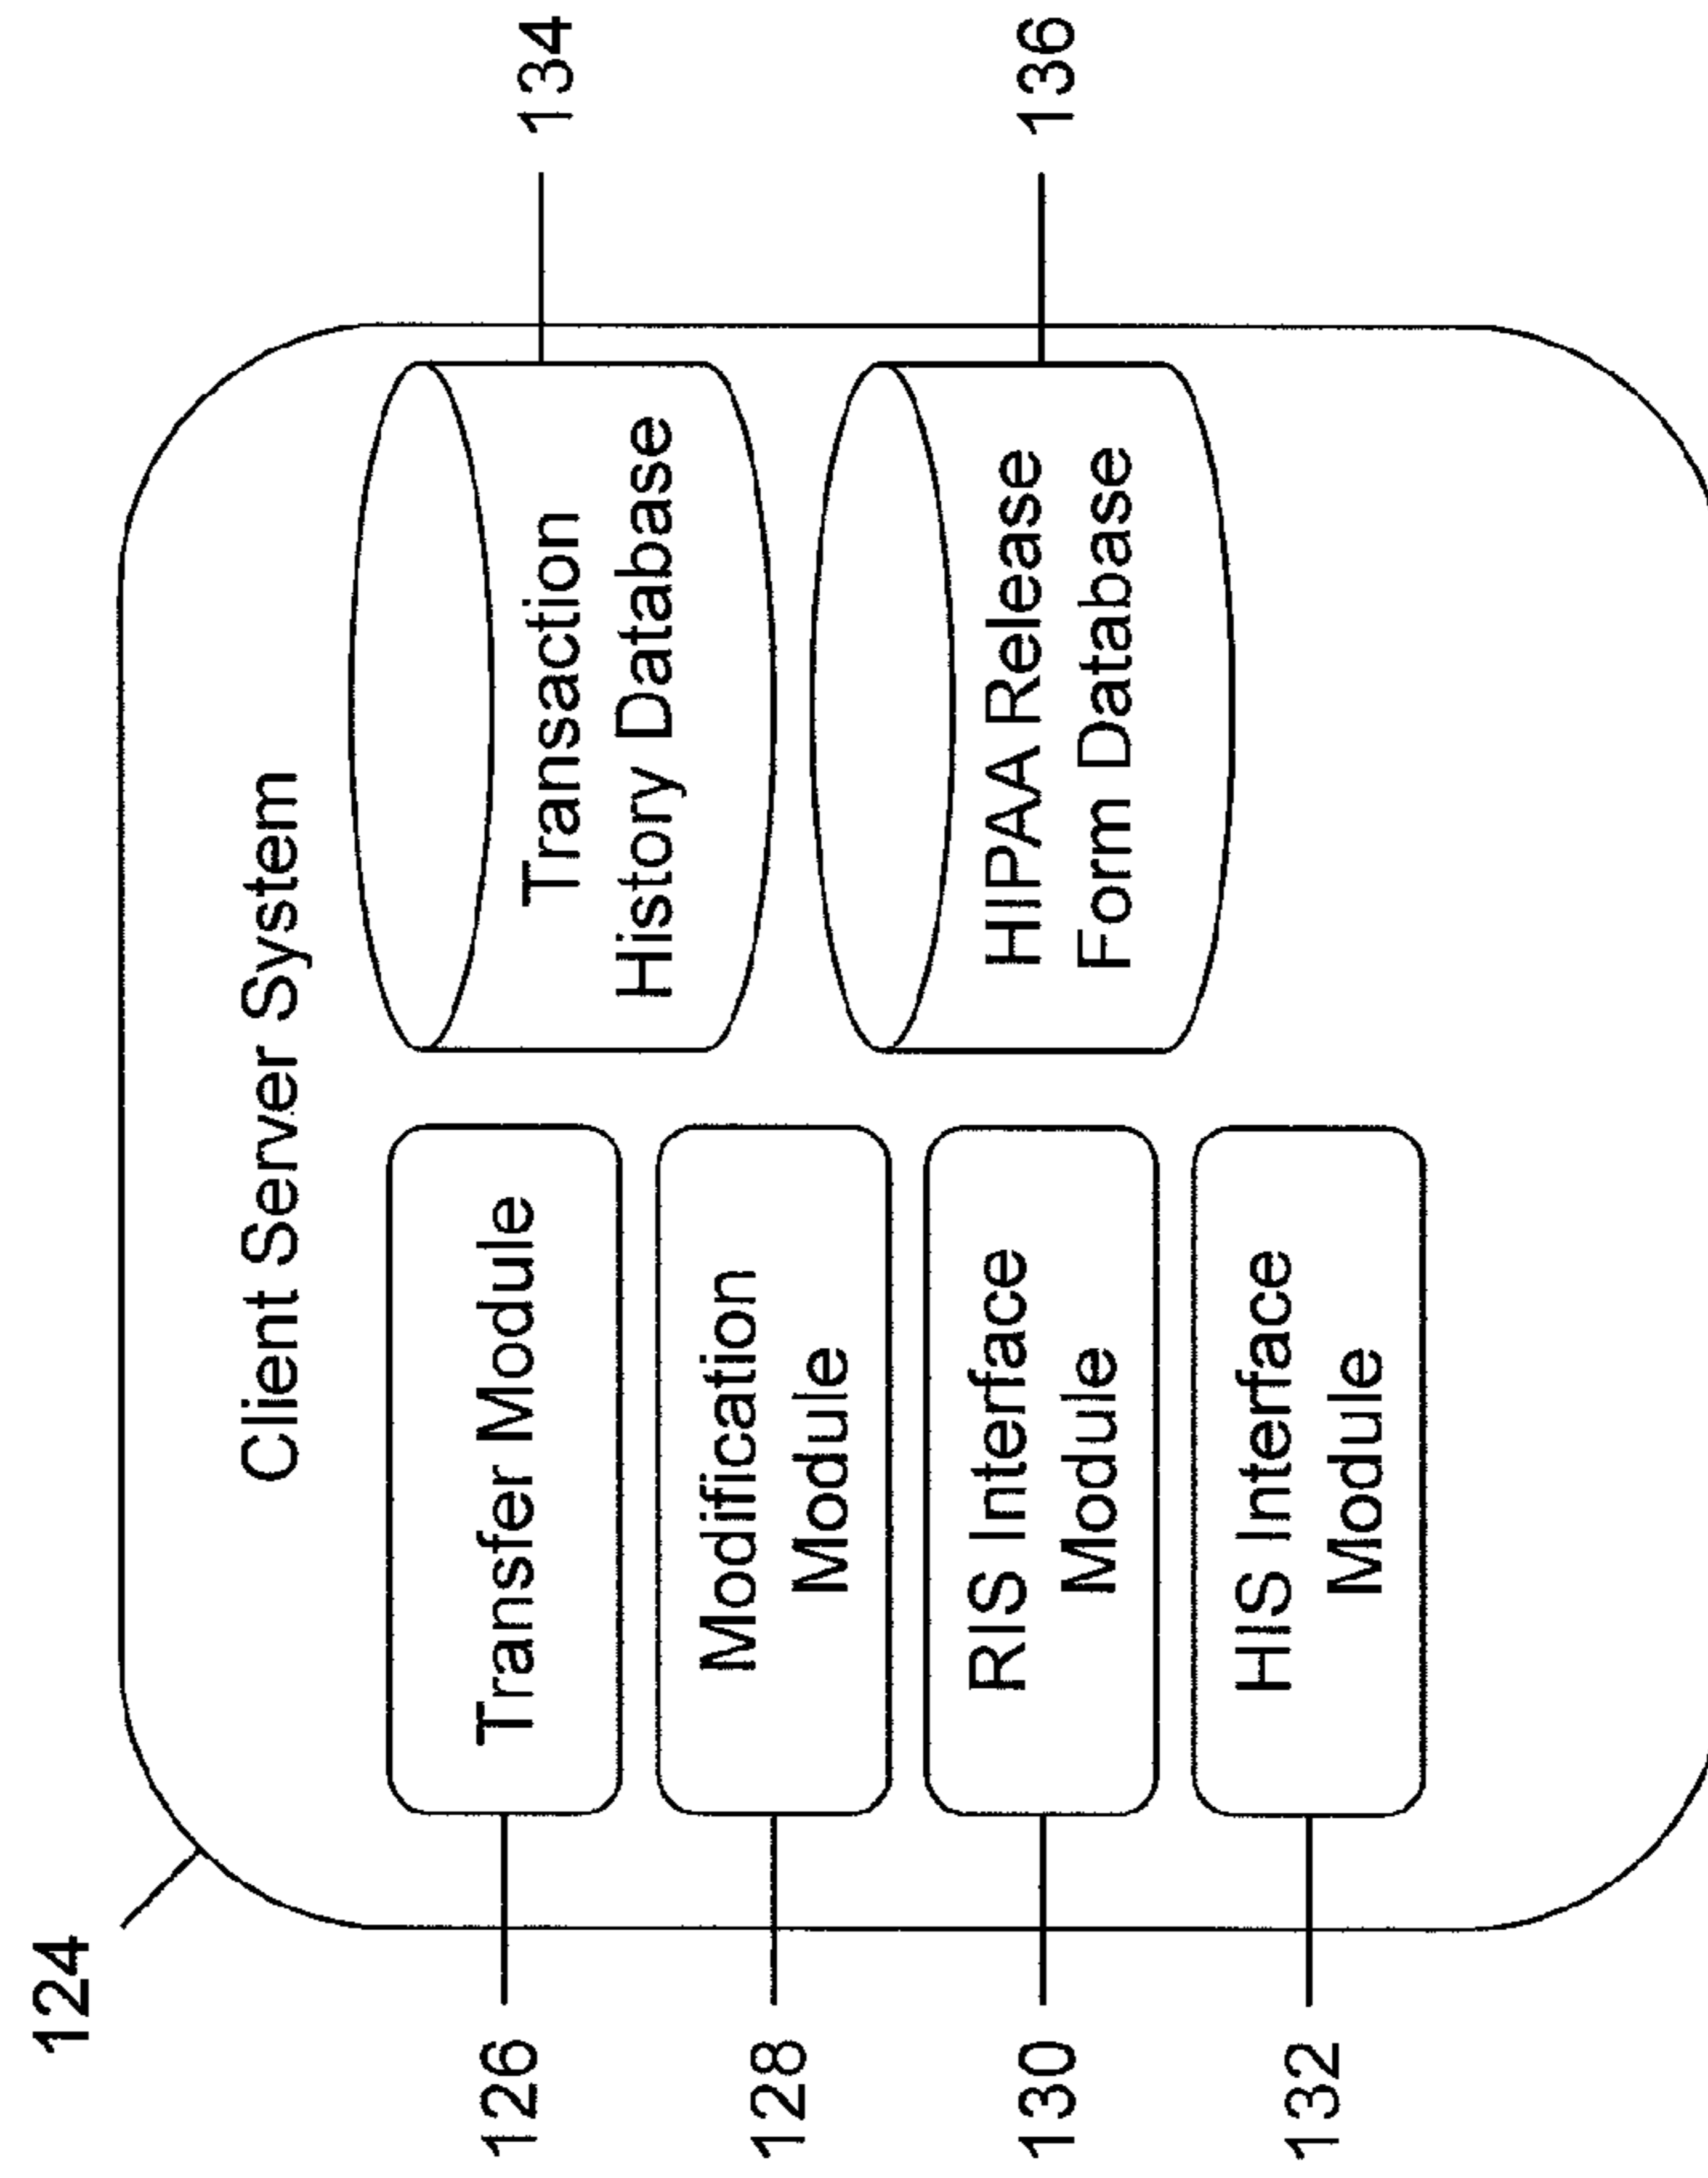 124
Client Server System
126
Transfer Module
128
Modification
Module
130
RIS Interface
Module
132
HIS Interface
Module
Transaction
History Database
134
HIPAA Release
Form Database
136